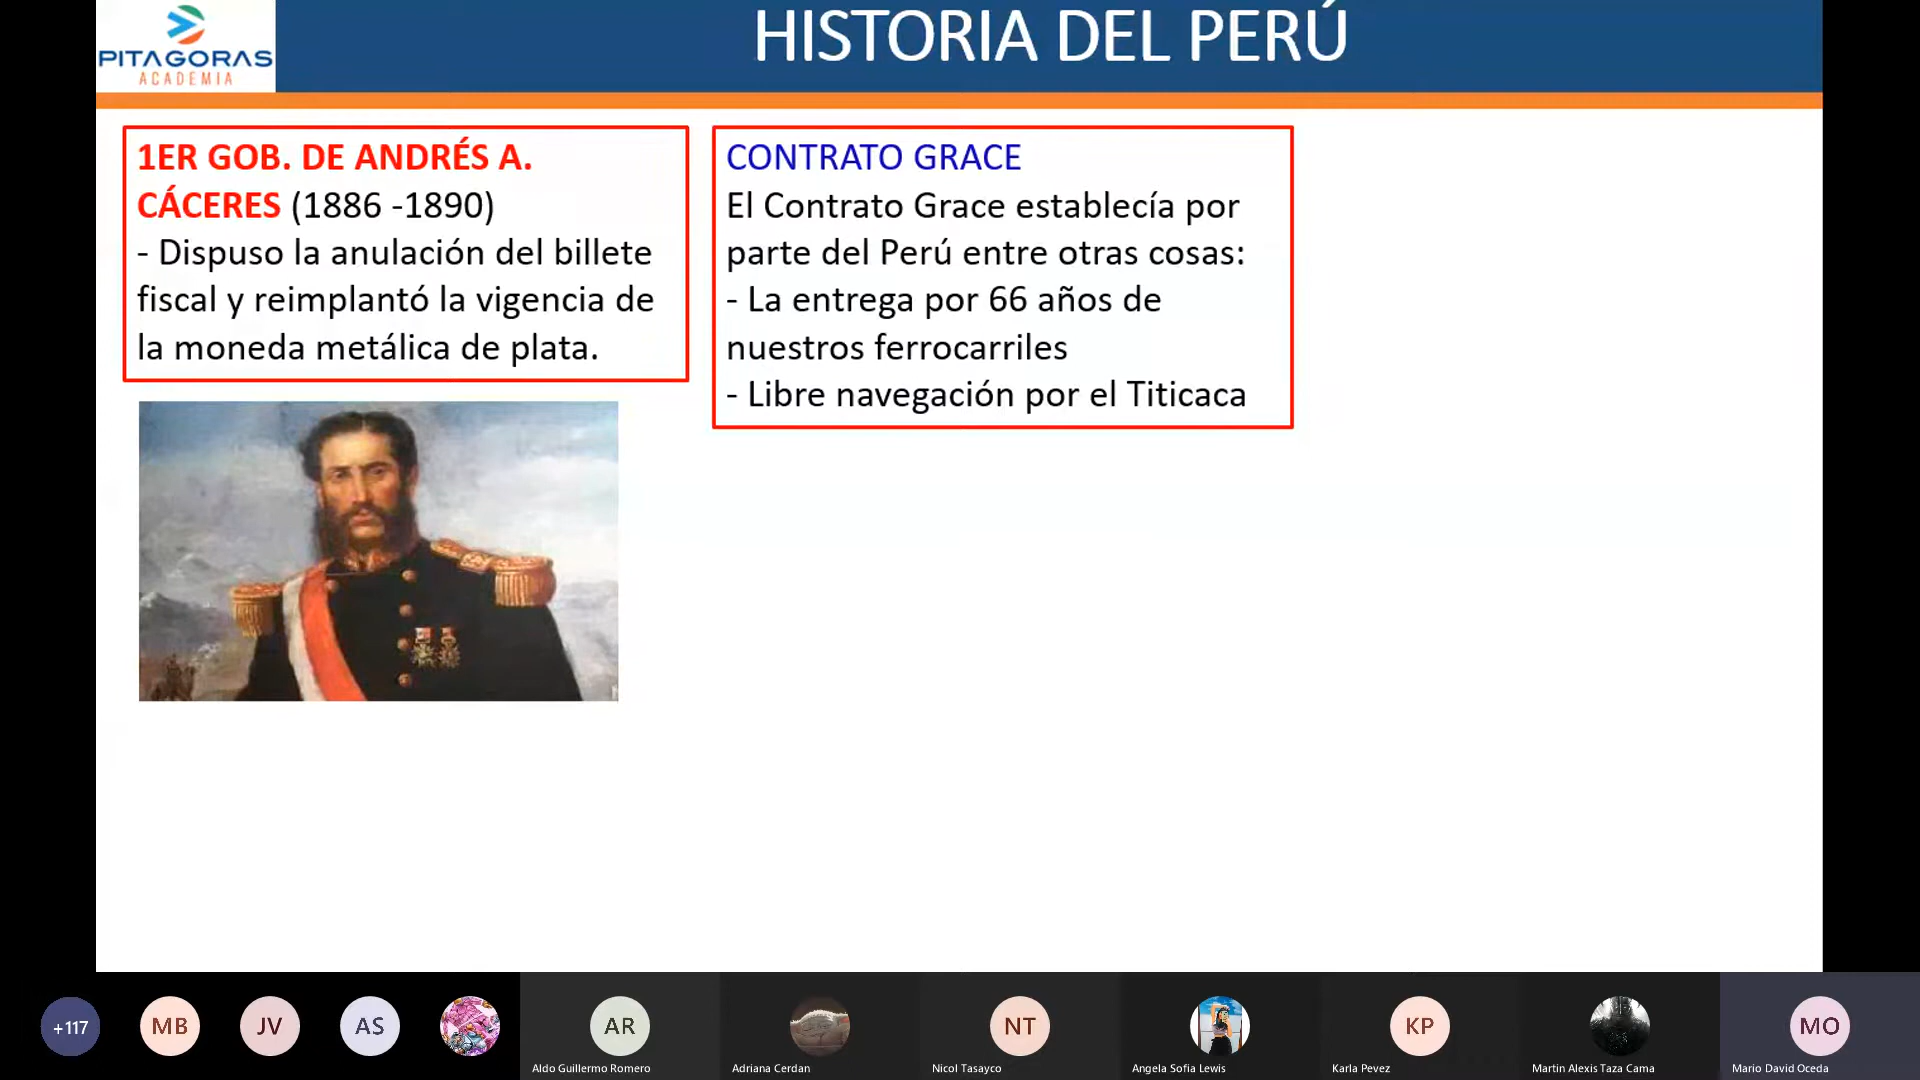 PITAGORAS
ACADEMIA
HISTORIA DEL PERÚ
1ER GOB. DE ANDRÉS A.
CÁCERES (1886 -1890)
- Dispuso la anulación del billete
fiscal y reimplantó la vigencia de
la moneda metálica de plata.
CONTRATO GRACE
El Contrato Grace establecía por
parte del Perú entre otras cosas:
- La entrega por 66 años de
nuestros ferrocarriles
- Libre navegación por el Titicaca
+117
MB
JV
AS
AR
Aldo Guillermo Romero
Adriana Cerdan
NT
Nicol Tasayco
Angela Sofia Lewis
KP
Karla Pevez
Martin Alexis Taza Cama
MO
Mario David Oceda